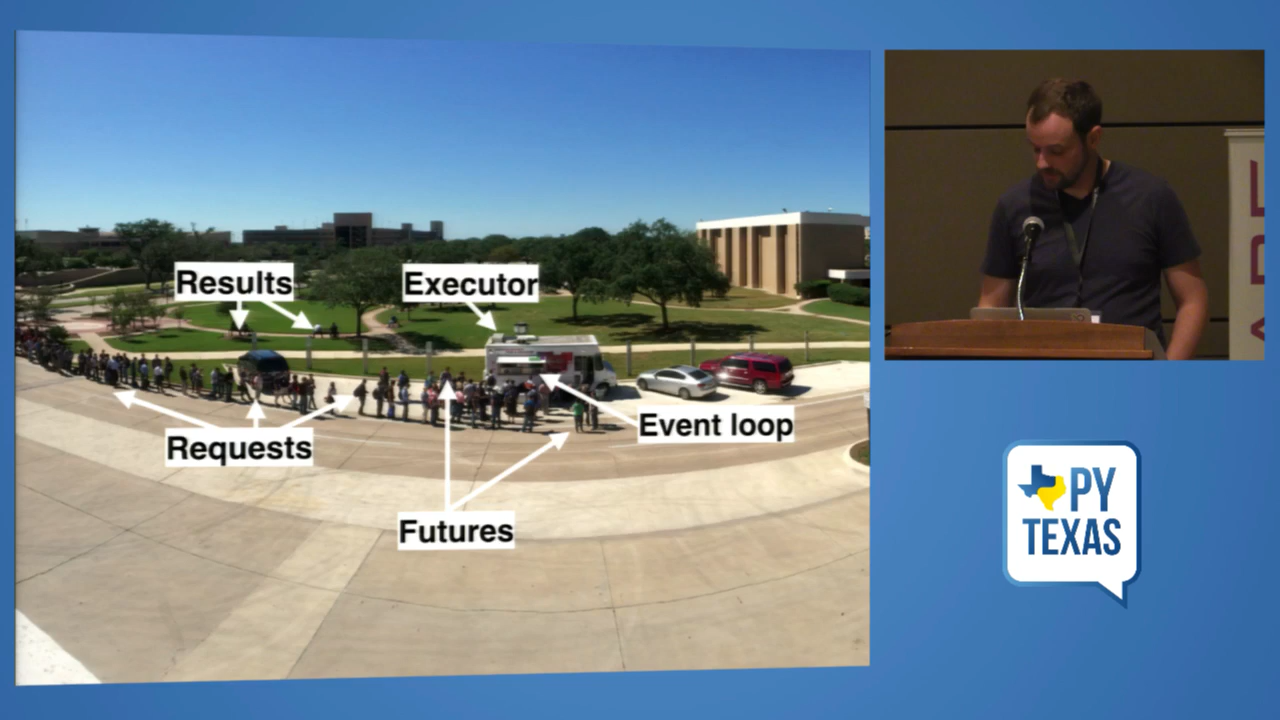 Results
Executor
Requests
Event loop
Futures
PY
TEXAS